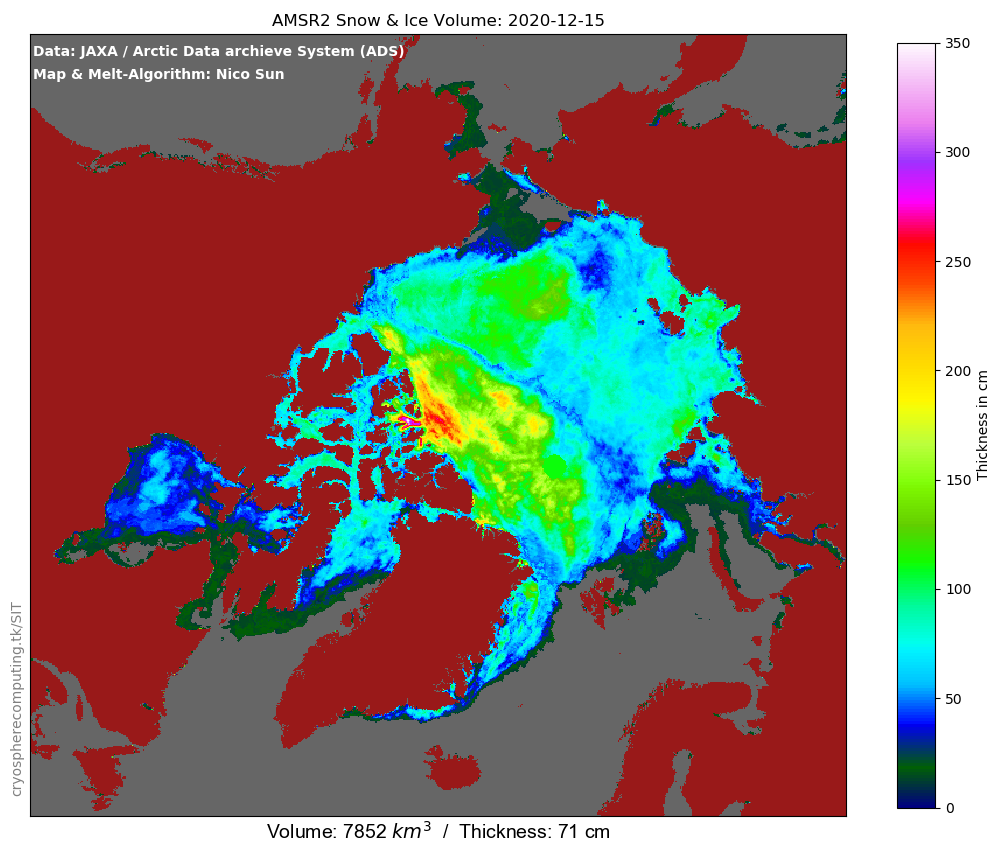 AMSR2 Snow & Ice Volume: 2020-12-15
Data: JAXA / Arctic Data archieve System (ADS)
Map & Melt-Algorithm: Nico Sun
350
300
250
200
150
100
50
0
Thickness in cm
cryospherecomputing.tk/SIT
Volume: 7852 km³ / Thickness: 71 cm